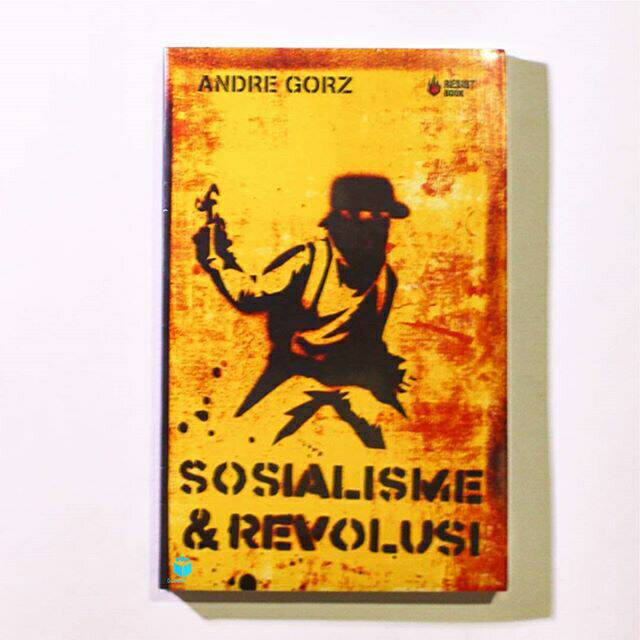 ANDRE GORZ
RESIST
BOOK
SOSIALISME
& REVOLUSI